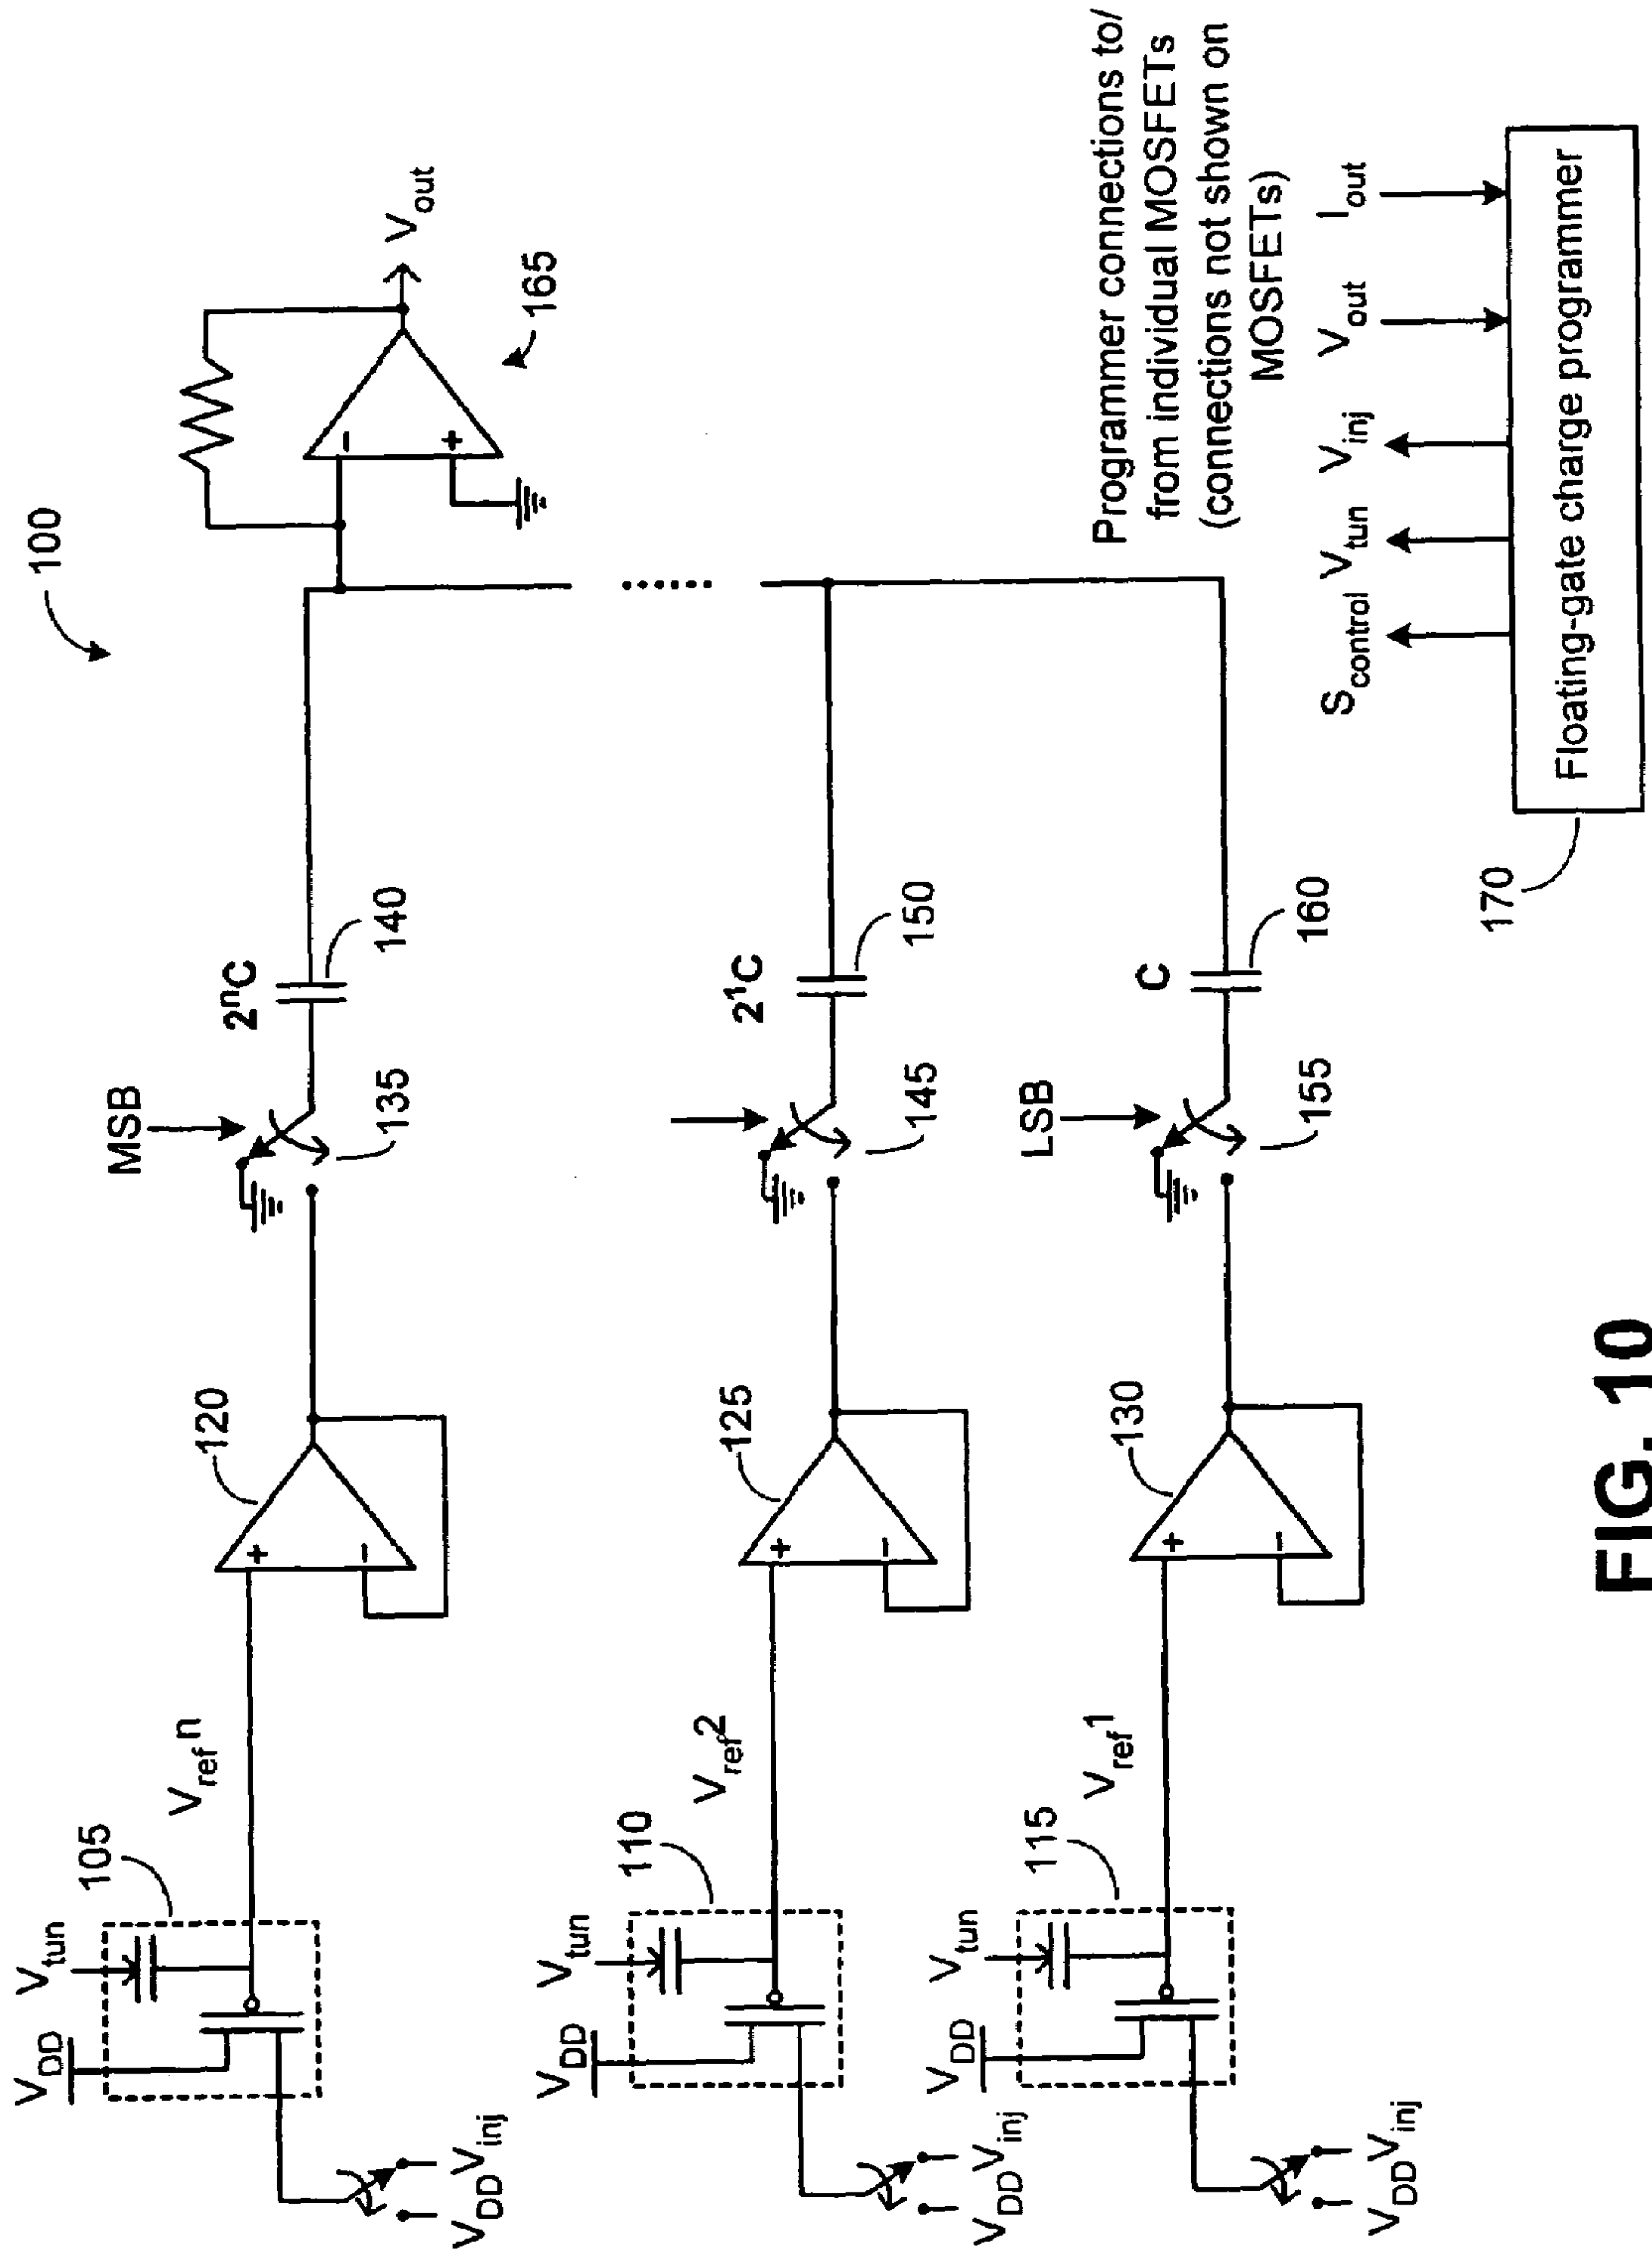 100
V_DD
V_tun
105
V_ref n
120
MSB
135
2^nC
140
V_out
165
V_DD V_inj
V_DD
V_tun
110
V_ref 2
125
145
2^1C
150
V_DD V_inj
V_DD
V_tun
115
V_ref 1
130
LSB
155
C
160
V_DD V_inj
+
−
+
−
+
−
−
+
Programmer connections to/
from individual MOSFETs
(connections not shown on
MOSFETs)
S_control V_tun V_inj V_out I_out
Floating-gate charge programmer
170
FIG. 10